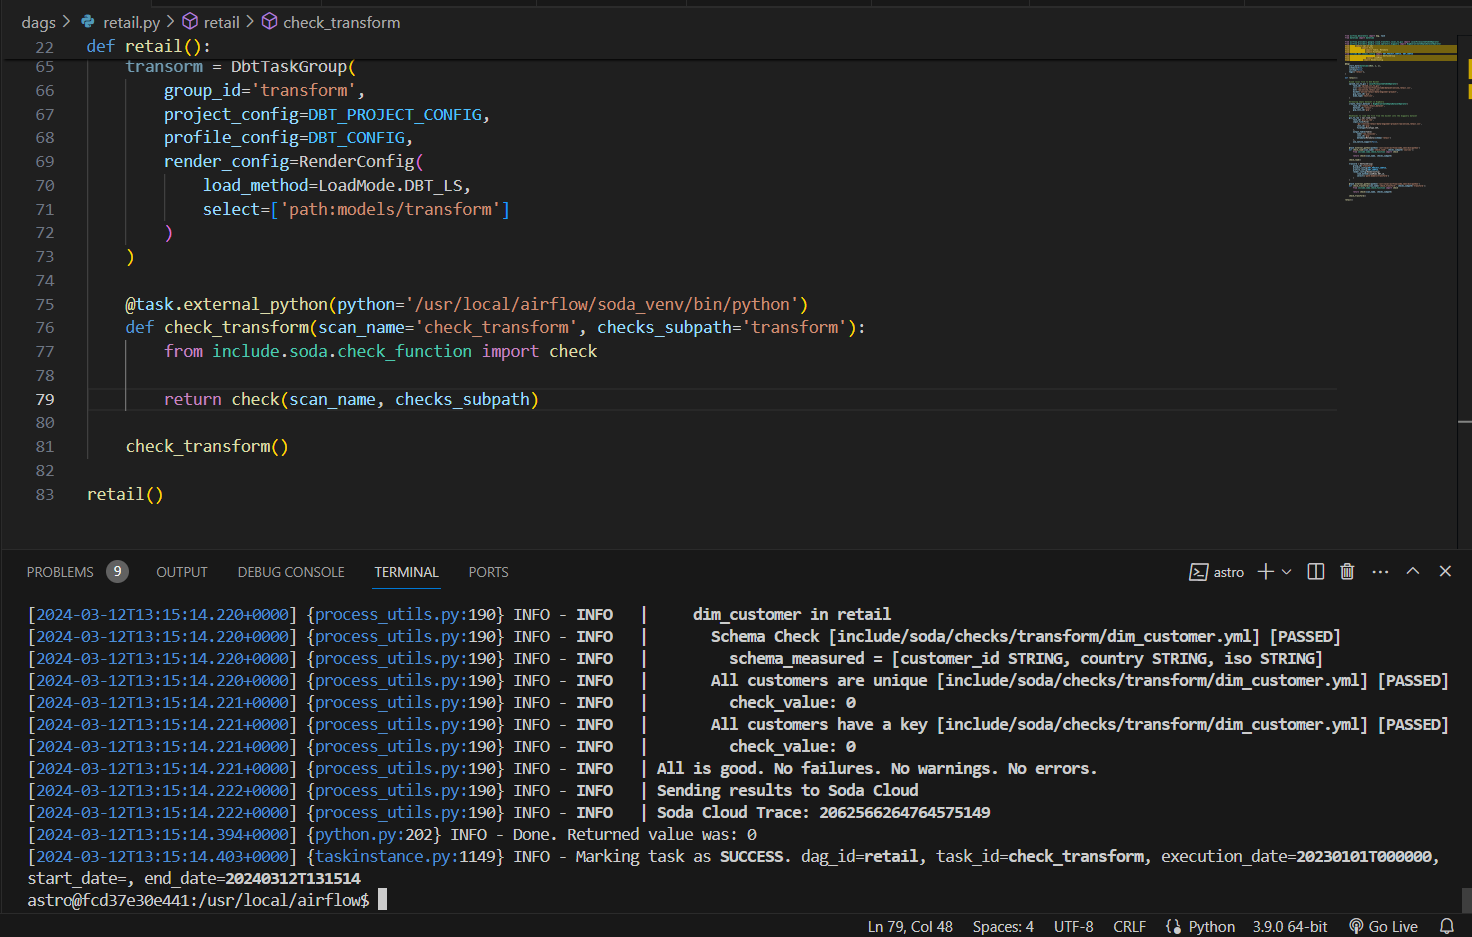 dags > retail.py > retail > check_transform
22 def retail():
65 transorm = DbtTaskGroup(
66 group_id='transform',
67 project_config=DBT_PROJECT_CONFIG,
68 profile_config=DBT_CONFIG,
69 render_config=RenderConfig(
70 load_method=LoadMode.DBT_LS,
71 select=['path:models/transform']
72 )
73 )
74
75 @task.external_python(python='/usr/local/airflow/soda_venv/bin/python')
76 def check_transform(scan_name='check_transform', checks_subpath='transform'):
77 from include.soda.check_function import check
78
79 return check(scan_name, checks_subpath)
80
81 check_transform()
82
83 retail()
PROBLEMS 9 OUTPUT DEBUG CONSOLE TERMINAL PORTS astro
[2024-03-12T13:15:14.220+0000] {process_utils.py:190} INFO - INFO | dim_customer in retail
[2024-03-12T13:15:14.220+0000] {process_utils.py:190} INFO - INFO | Schema Check [include/soda/checks/transform/dim_customer.yml] [PASSED]
[2024-03-12T13:15:14.220+0000] {process_utils.py:190} INFO - INFO | schema_measured = [customer_id STRING, country STRING, iso STRING]
[2024-03-12T13:15:14.220+0000] {process_utils.py:190} INFO - INFO | All customers are unique [include/soda/checks/transform/dim_customer.yml] [PASSED]
[2024-03-12T13:15:14.221+0000] {process_utils.py:190} INFO - INFO | check_value: 0
[2024-03-12T13:15:14.221+0000] {process_utils.py:190} INFO - INFO | All customers have a key [include/soda/checks/transform/dim_customer.yml] [PASSED]
[2024-03-12T13:15:14.221+0000] {process_utils.py:190} INFO - INFO | check_value: 0
[2024-03-12T13:15:14.221+0000] {process_utils.py:190} INFO - INFO | All is good. No failures. No warnings. No errors.
[2024-03-12T13:15:14.222+0000] {process_utils.py:190} INFO - INFO | Sending results to Soda Cloud
[2024-03-12T13:15:14.222+0000] {process_utils.py:190} INFO - INFO | Soda Cloud Trace: 2062566264764575149
[2024-03-12T13:15:14.394+0000] {python.py:202} INFO - Done. Returned value was: 0
[2024-03-12T13:15:14.403+0000] {taskinstance.py:1149} INFO - Marking task as SUCCESS. dag_id=retail, task_id=check_transform, execution_date=20230101T000000,
start_date=, end_date=20240312T131514
astro@fcd37e30e441:/usr/local/airflow$
Ln 79, Col 48 Spaces: 4 UTF-8 CRLF Python 3.9.0 64-bit Go Live